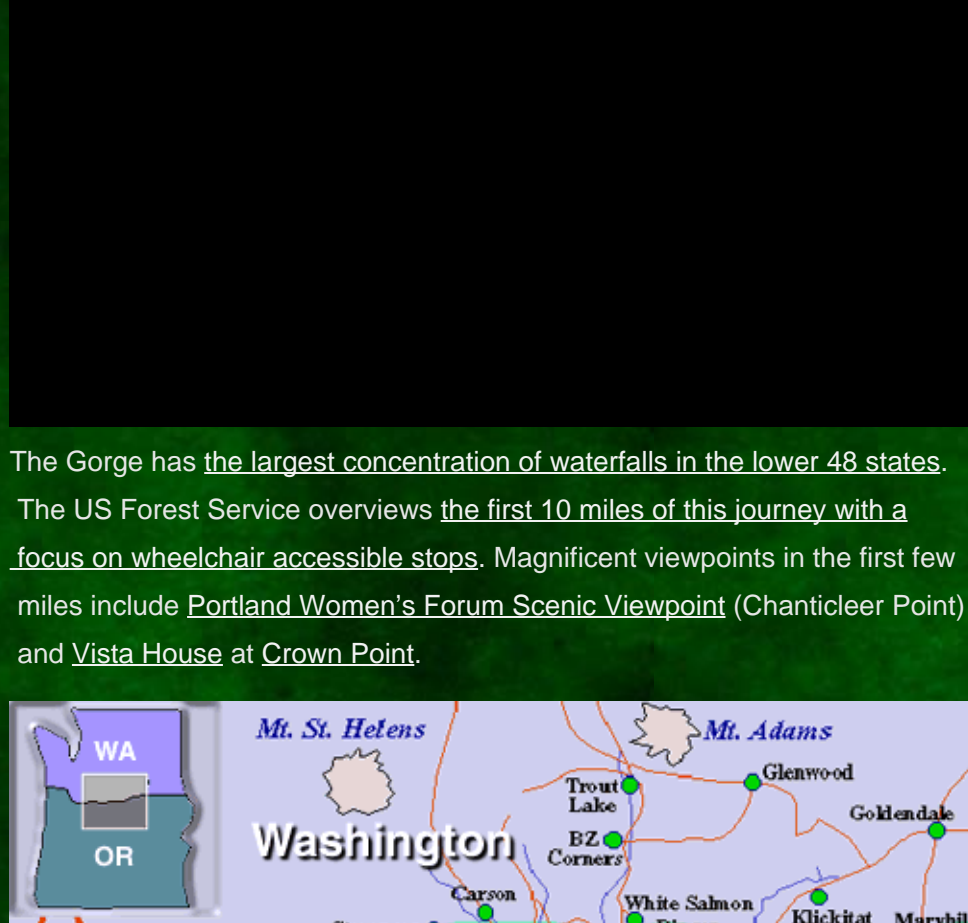 The Gorge has the largest concentration of waterfalls in the lower 48 states.
The US Forest Service overviews the first 10 miles of this journey with a
focus on wheelchair accessible stops. Magnificent viewpoints in the first few
miles include Portland Women’s Forum Scenic Viewpoint (Chanticleer Point)
and Vista House at Crown Point.
WA
OR
Mt. St. Helens
Mt. Adams
Trout
Lake
Glenwood
Goldendale
Washington
BZ
Corners
Carson
White Salmon
Klickitat